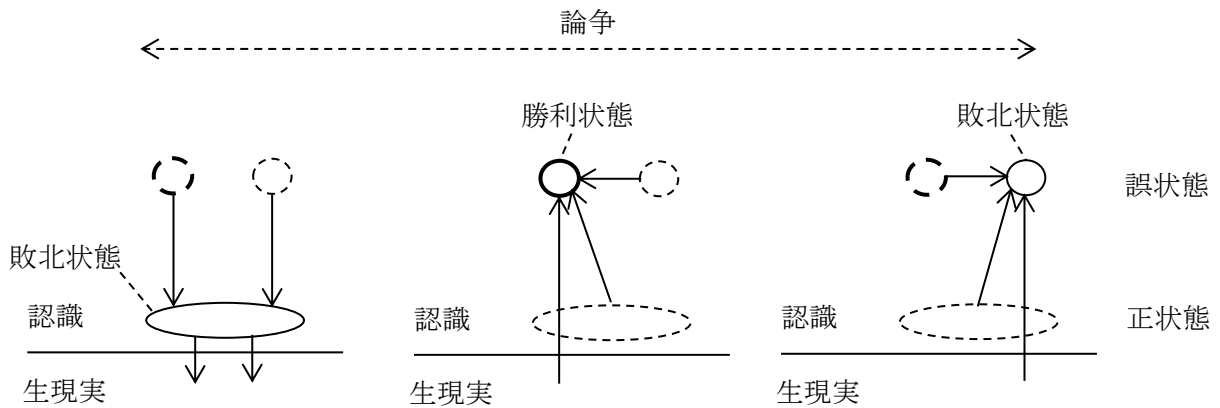 論争
勝利状態
敗北状態
誤状態
敗北状態
認識
認識
認識
正状態
生現実
生現実
生現実